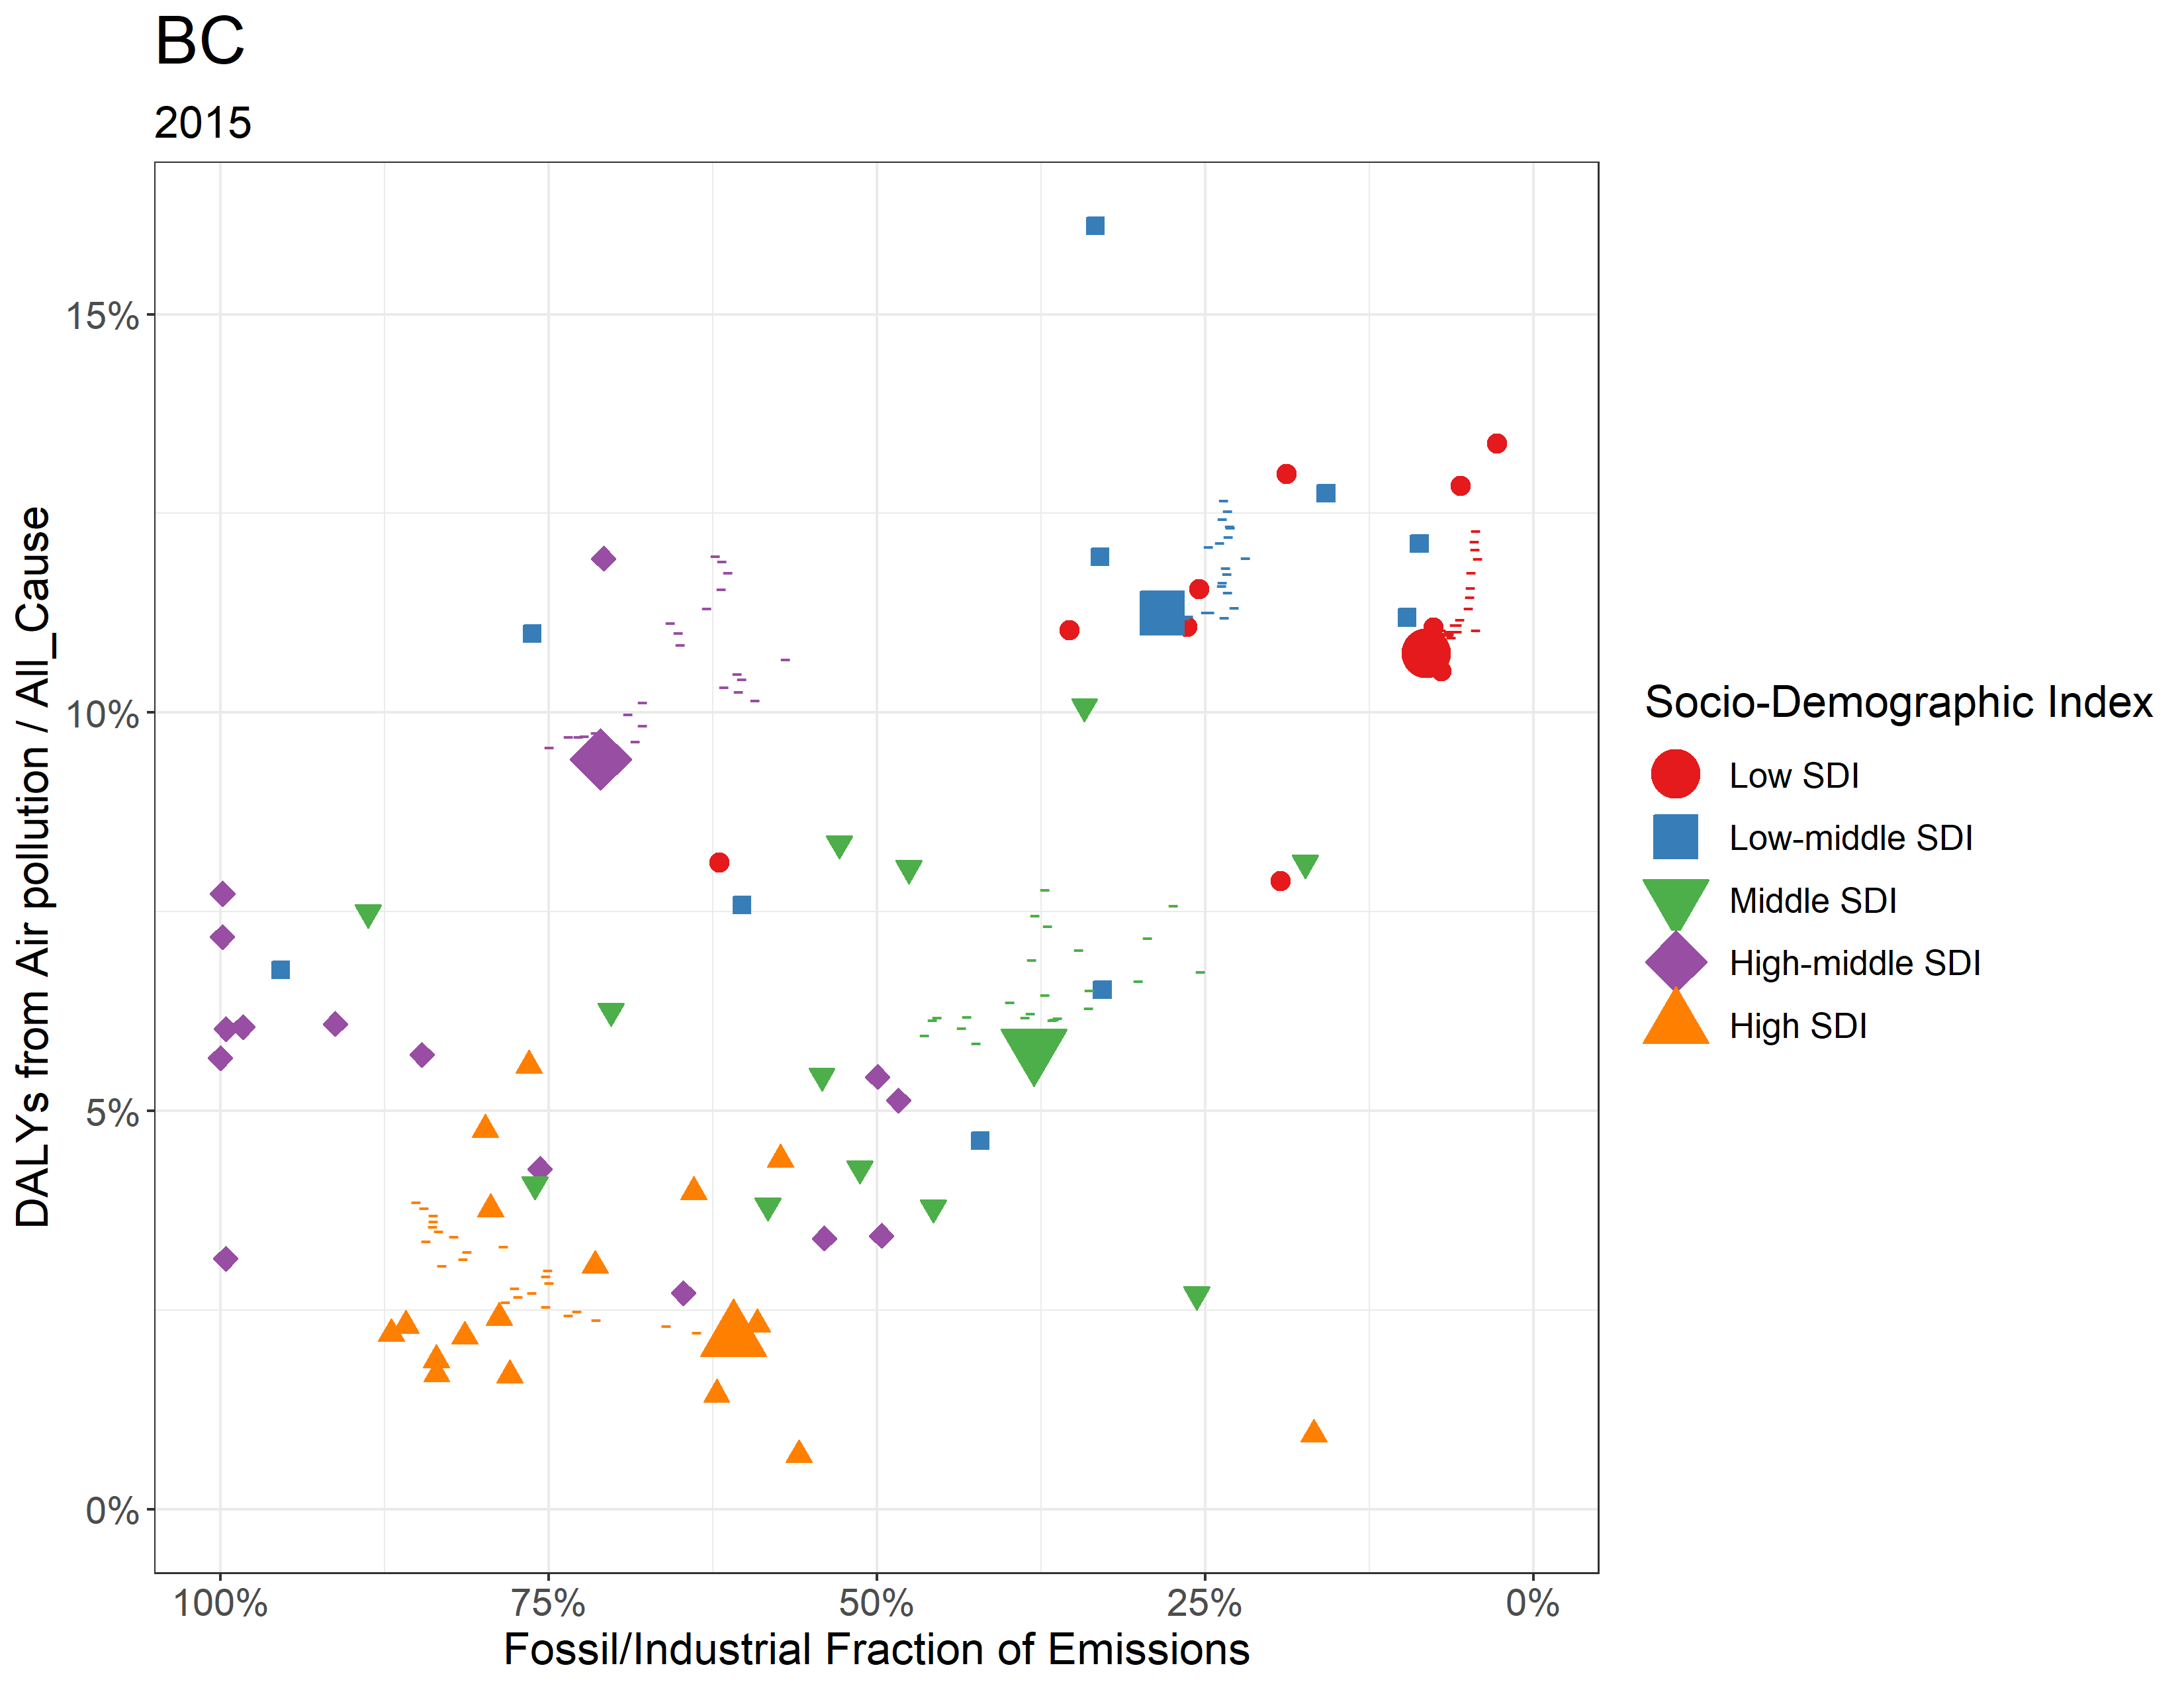 BC
2015
DALYs from Air pollution / All_Cause
15%
10%
5%
0%
100% 75% 50% 25% 0%
Fossil/Industrial Fraction of Emissions
Socio-Demographic Index
Low SDI
Low-middle SDI
Middle SDI
High-middle SDI
High SDI